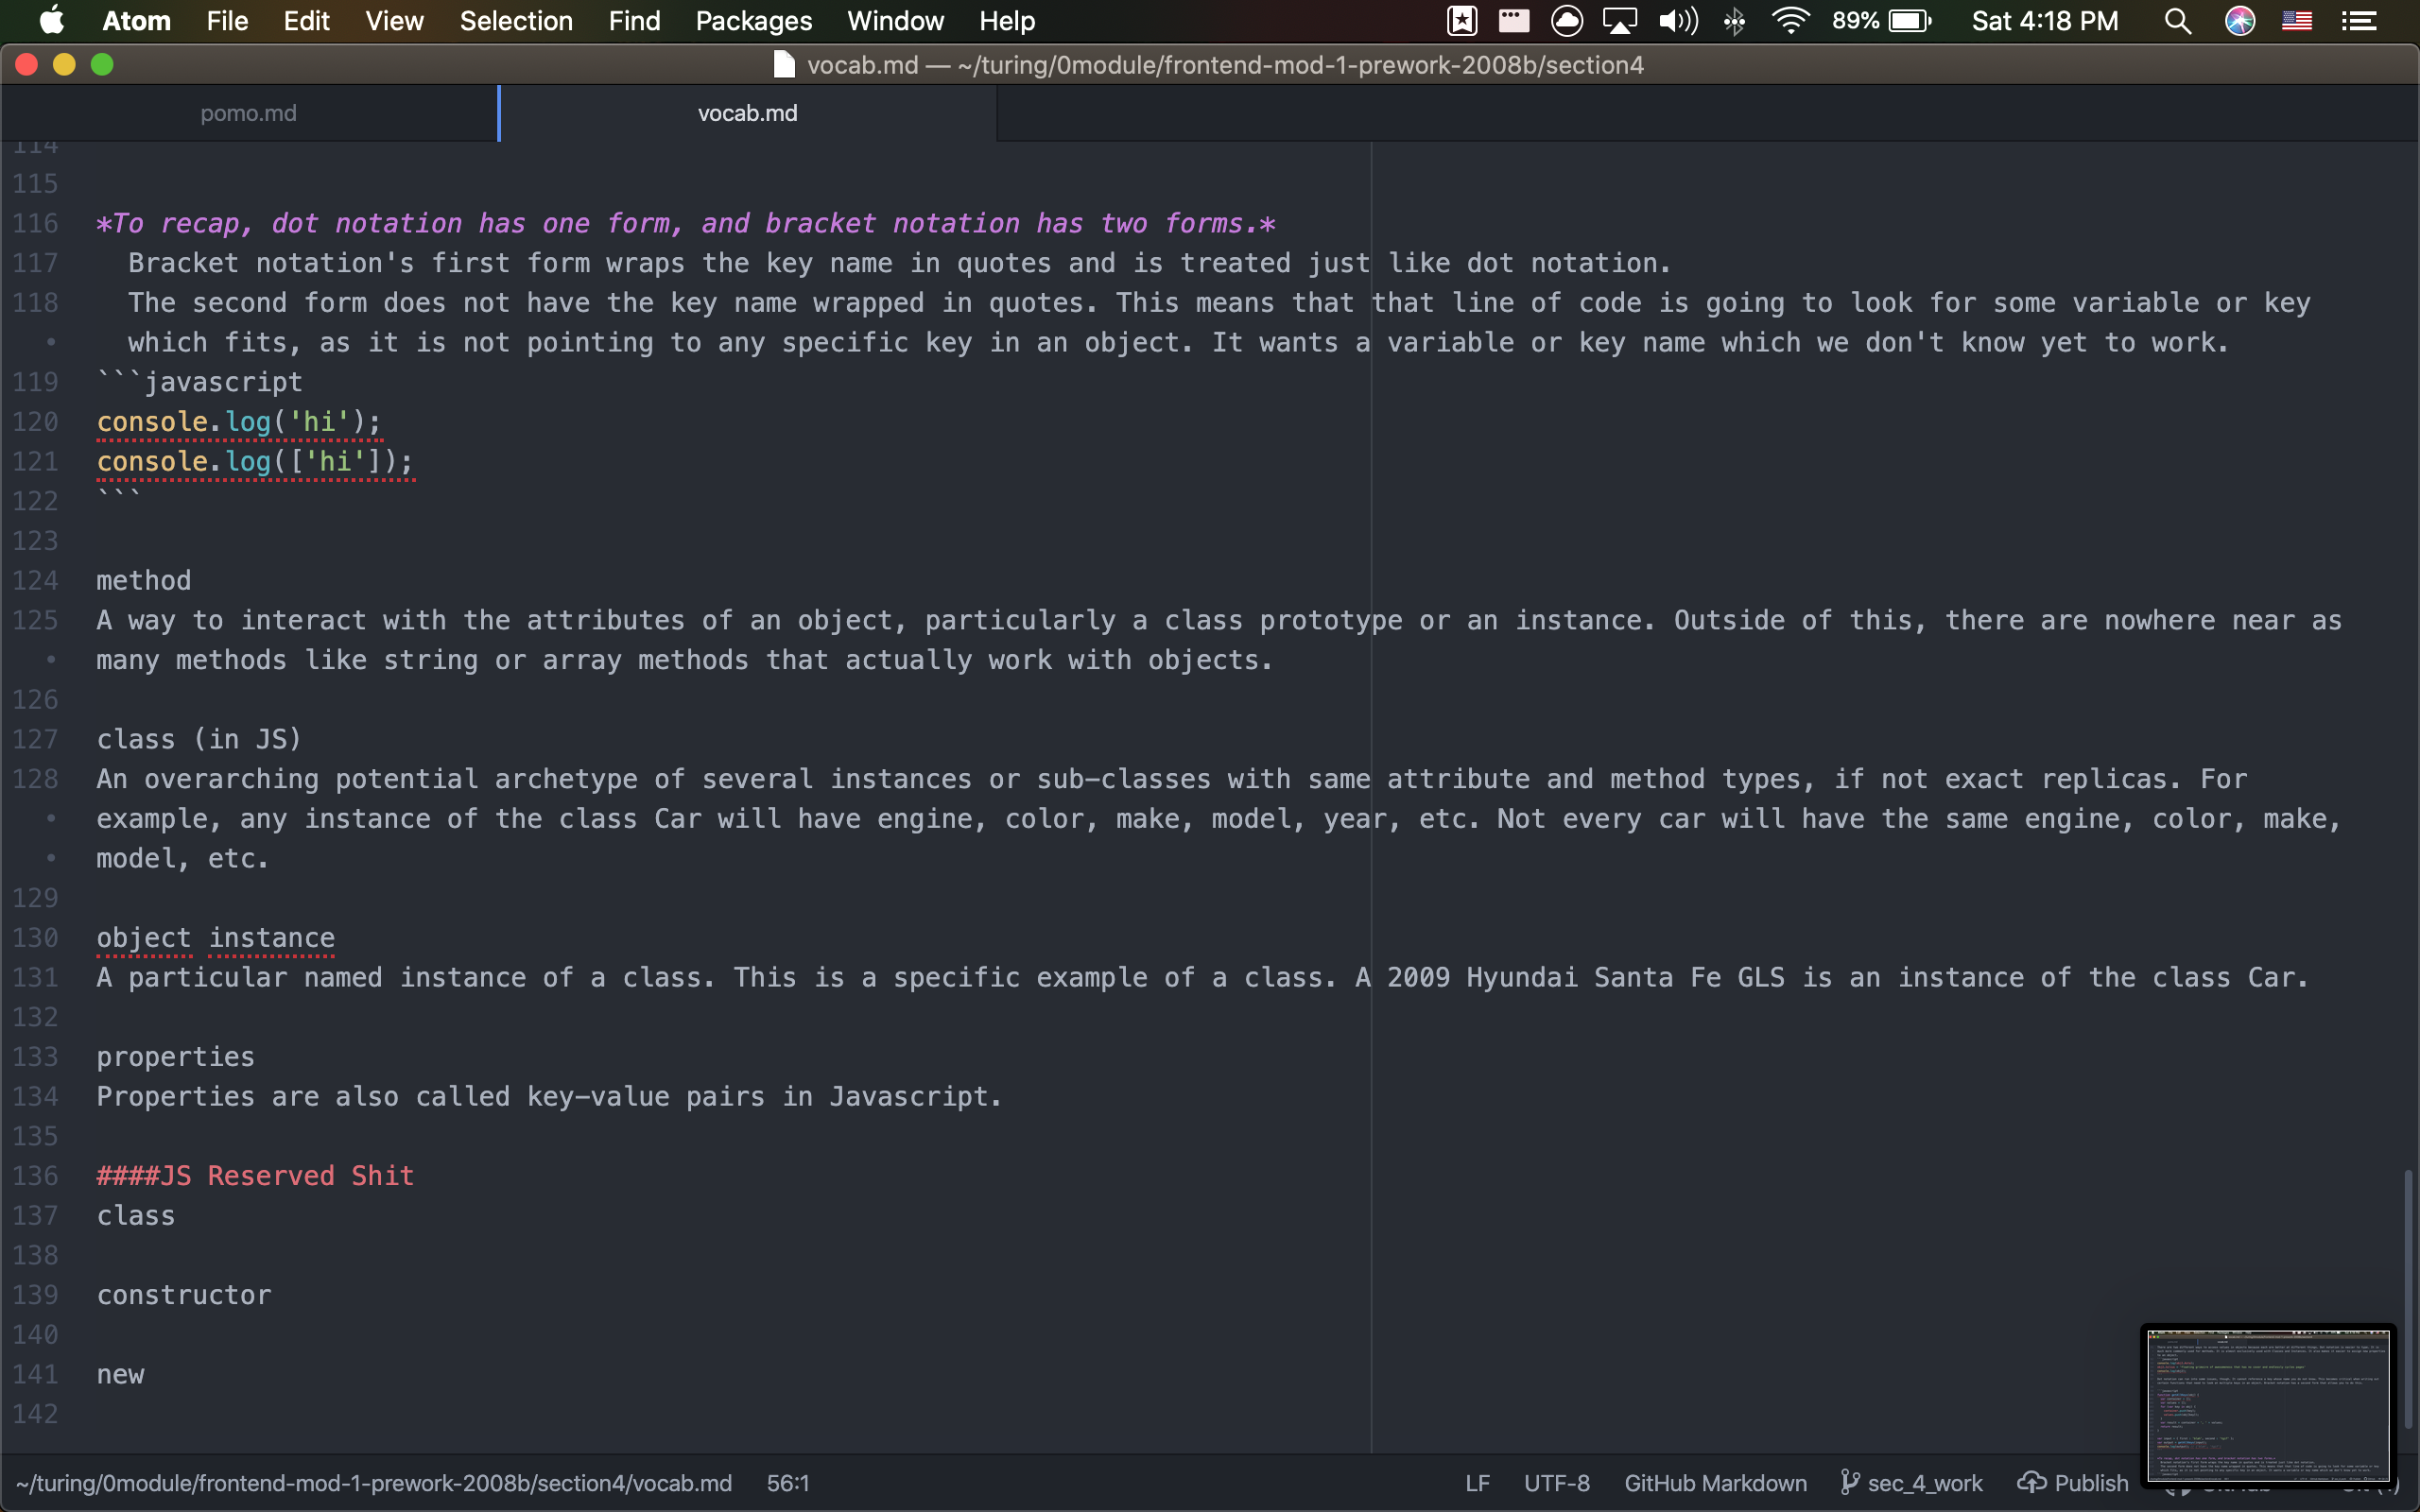 Atom File Edit View Selection Find Packages Window Help 89% Sat 4:18 PM
vocab.md — ~/turing/0module/frontend-mod-1-prework-2008b/section4
pomo.md vocab.md
114
115
116 *To recap, dot notation has one form, and bracket notation has two forms.*
117 Bracket notation's first form wraps the key name in quotes and is treated just like dot notation.
118 The second form does not have the key name wrapped in quotes. This means that that line of code is going to look for some variable or key
• which fits, as it is not pointing to any specific key in an object. It wants a variable or key name which we don't know yet to work.
119 ```javascript
120 console.log('hi');
121 console.log(['hi']);
122 ```
123
124 method
125 A way to interact with the attributes of an object, particularly a class prototype or an instance. Outside of this, there are nowhere near as
• many methods like string or array methods that actually work with objects.
126
127 class (in JS)
128 An overarching potential archetype of several instances or sub-classes with same attribute and method types, if not exact replicas. For
• example, any instance of the class Car will have engine, color, make, model, year, etc. Not every car will have the same engine, color, make,
• model, etc.
129
130 object instance
131 A particular named instance of a class. This is a specific example of a class. A 2009 Hyundai Santa Fe GLS is an instance of the class Car.
132
133 properties
134 Properties are also called key-value pairs in Javascript.
135
136 ####JS Reserved Shit
137 class
138
139 constructor
140
141 new
142
~/turing/0module/frontend-mod-1-prework-2008b/section4/vocab.md 56:1 LF UTF-8 GitHub Markdown sec_4_work Publish